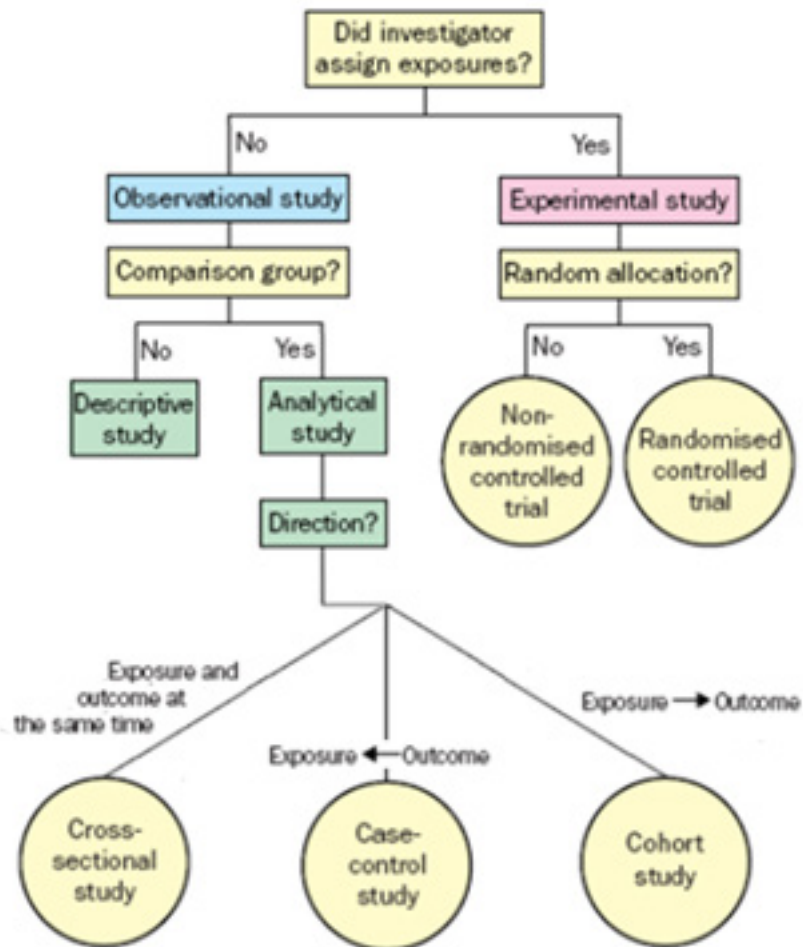 Did investigator
assign exposures?
No
Yes
Observational study
Experimental study
Comparison group?
Random allocation?
No
Yes
No
Yes
Descriptive
study
Analytical
study
Non-
randomised
controlled
trial
Randomised
controlled
trial
Direction?
Exposure and
outcome at
the same time
Exposure ← Outcome
Exposure → Outcome
Cross-
sectional
study
Case-
control
study
Cohort
study